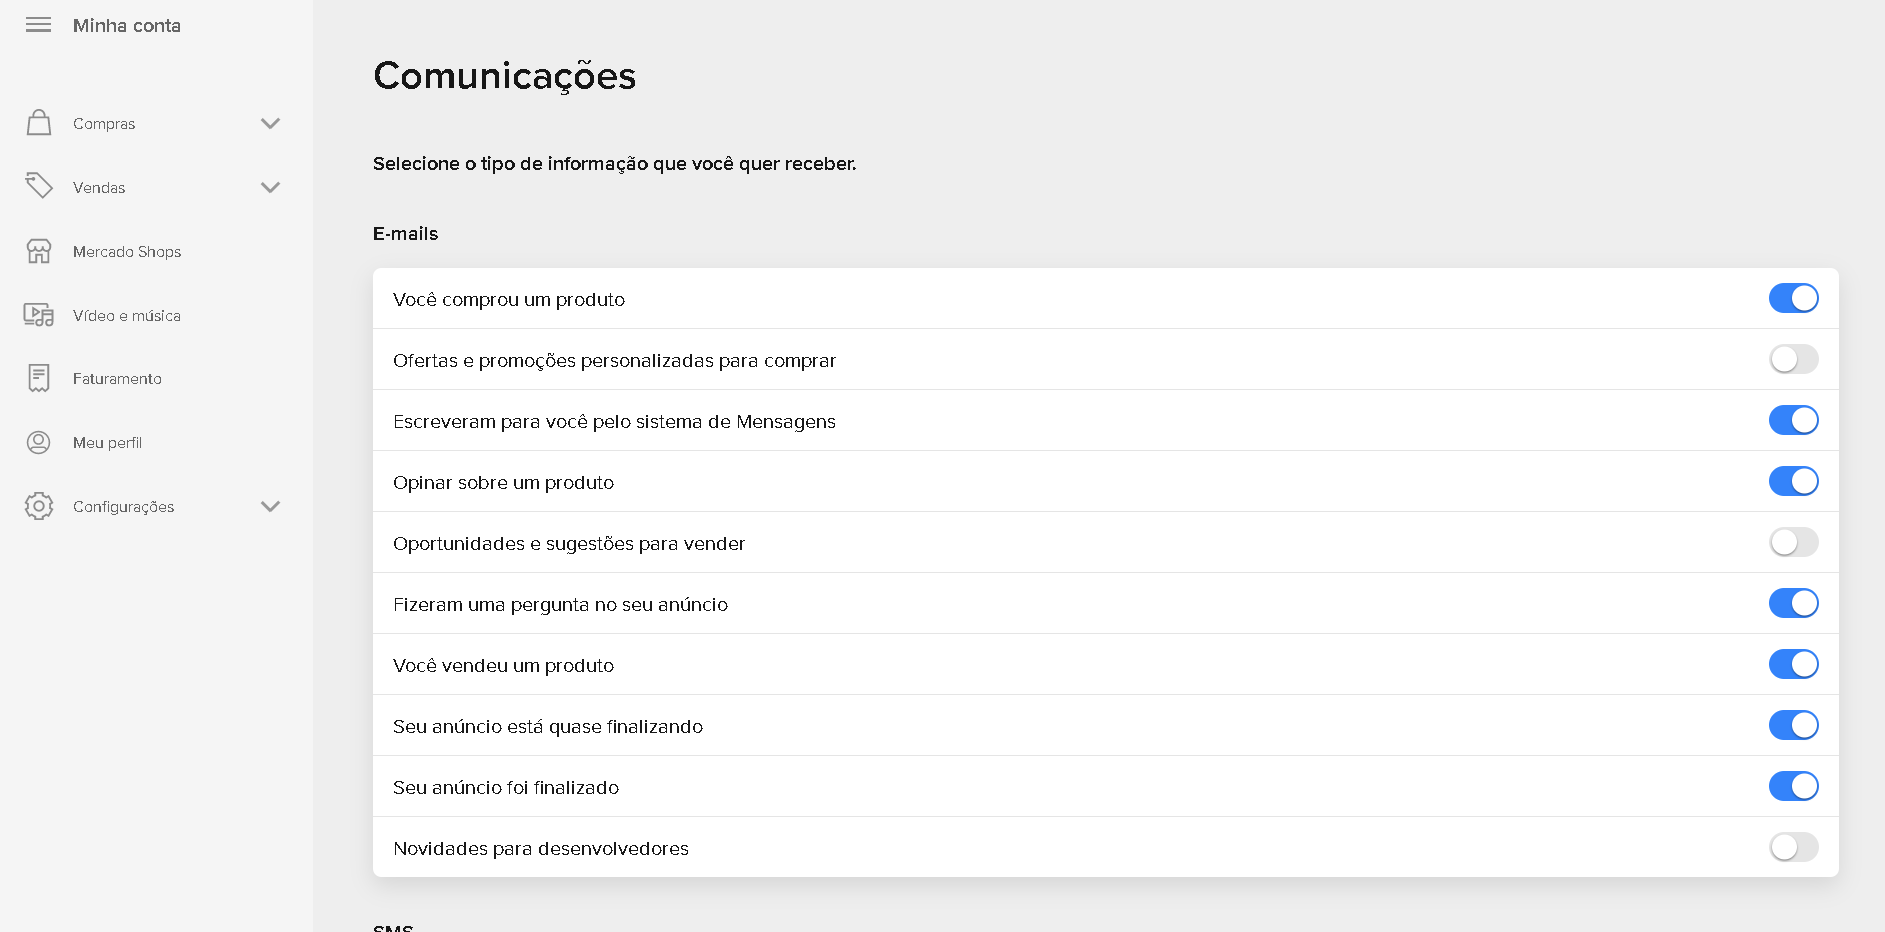 Minha conta
Compras
Vendas
Mercado Shops
Vídeo e música
Faturamento
Meu perfil
Configurações
Comunicações
Selecione o tipo de informação que você quer receber.
E-mails
Você comprou um produto
Ofertas e promoções personalizadas para comprar
Escreveram para você pelo sistema de Mensagens
Opinar sobre um produto
Oportunidades e sugestões para vender
Fizeram uma pergunta no seu anúncio
Você vendeu um produto
Seu anúncio está quase finalizando
Seu anúncio foi finalizado
Novidades para desenvolvedores
SMS